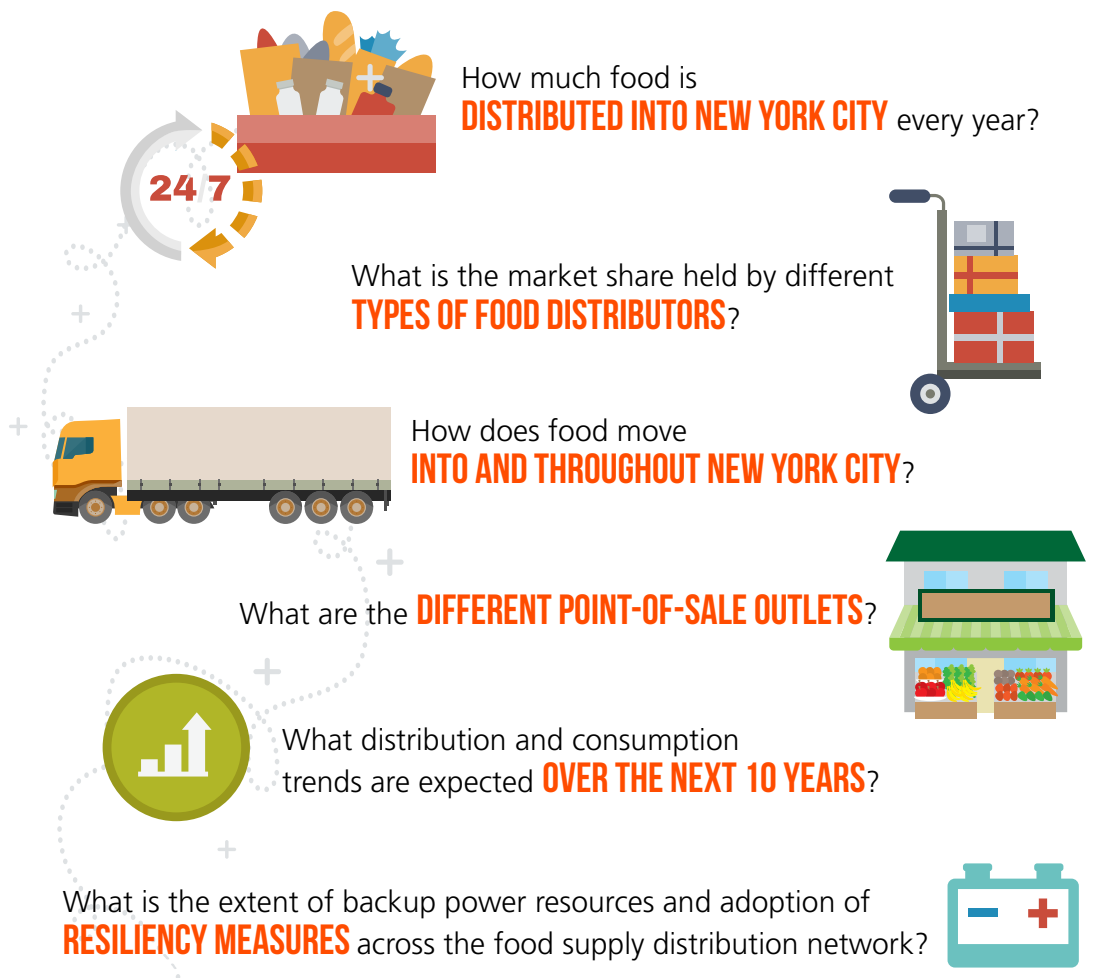 How much food is
DISTRIBUTED INTO NEW YORK CITY every year?
24/7
What is the market share held by different
TYPES OF FOOD DISTRIBUTORS?
How does food move
INTO AND THROUGHOUT NEW YORK CITY?
What are the DIFFERENT POINT-OF-SALE OUTLETS?
What distribution and consumption
trends are expected OVER THE NEXT 10 YEARS?
What is the extent of backup power resources and adoption of
RESILIENCY MEASURES across the food supply distribution network?